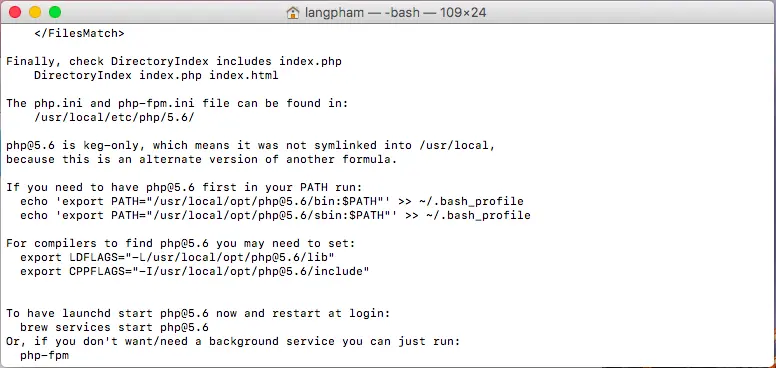 langpham — -bash — 109×24
</FilesMatch>
Finally, check DirectoryIndex includes index.php
DirectoryIndex index.php index.html
The php.ini and php-fpm.ini file can be found in:
/usr/local/etc/php/5.6/
php@5.6 is keg-only, which means it was not symlinked into /usr/local,
because this is an alternate version of another formula.
If you need to have php@5.6 first in your PATH run:
echo 'export PATH="/usr/local/opt/php@5.6/bin:$PATH"' >> ~/.bash_profile
echo 'export PATH="/usr/local/opt/php@5.6/sbin:$PATH"' >> ~/.bash_profile
For compilers to find php@5.6 you may need to set:
export LDFLAGS="-L/usr/local/opt/php@5.6/lib"
export CPPFLAGS="-I/usr/local/opt/php@5.6/include"
To have launchd start php@5.6 now and restart at login:
brew services start php@5.6
Or, if you don't want/need a background service you can just run:
php-fpm